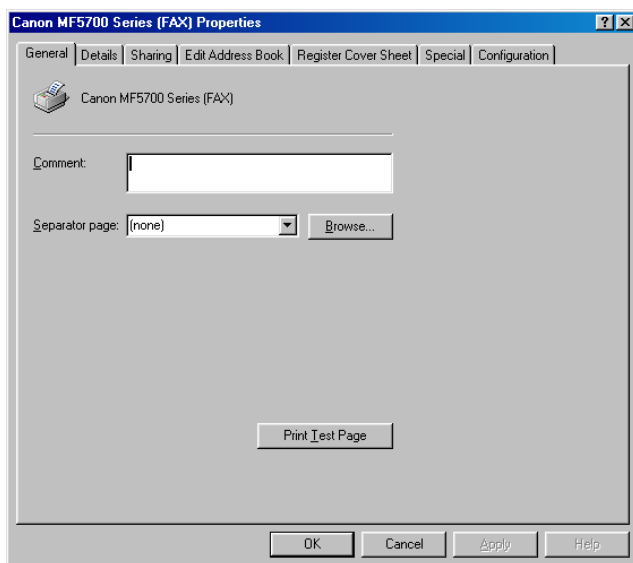 Canon MF5700 Series (FAX) Properties
General Details Sharing Edit Address Book Register Cover Sheet Special Configuration
Canon MF5700 Series (FAX)
Comment:
Separator page: (none) Browse...
Print Test Page
OK Cancel Apply Help